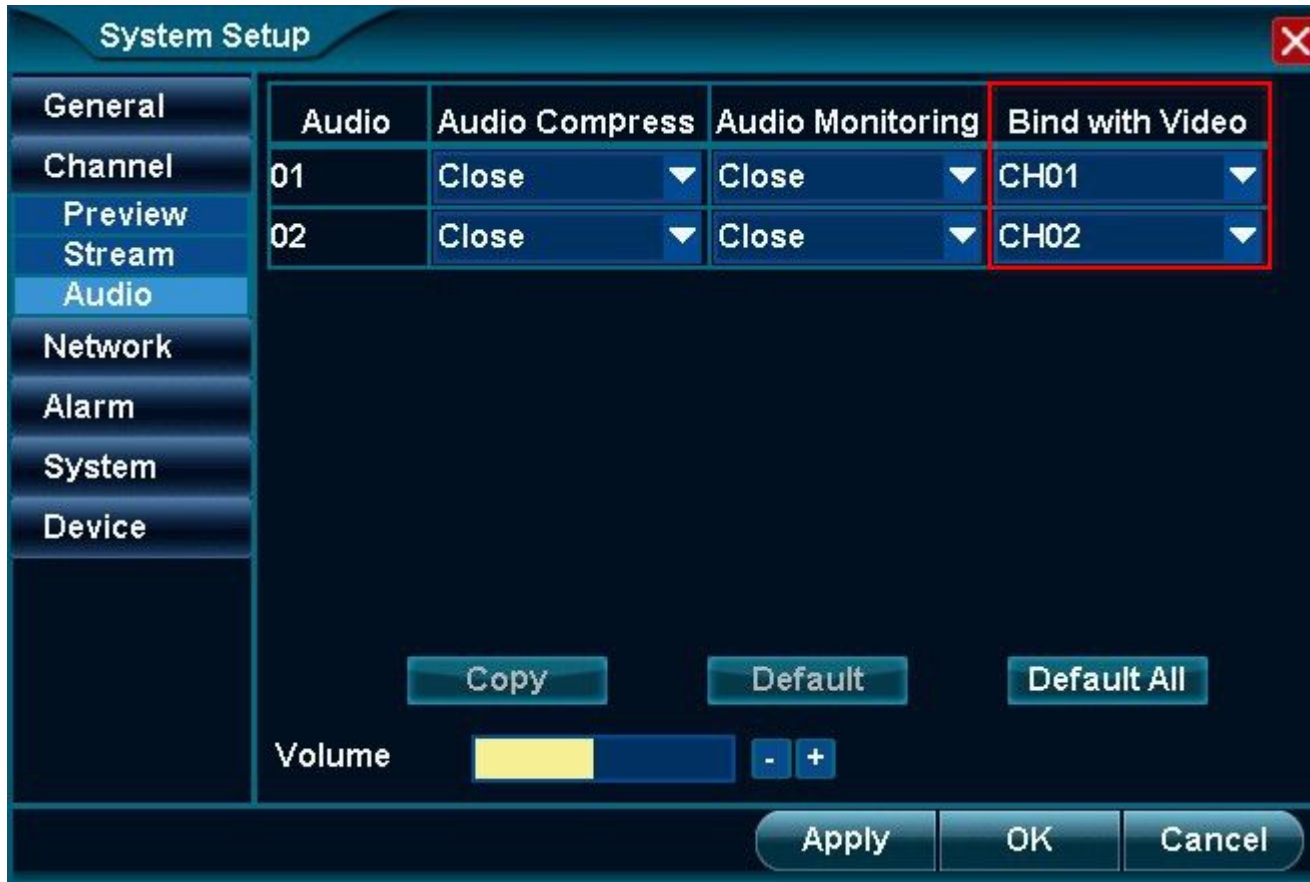 System Setup
General
Channel
Preview
Stream
Audio
Network
Alarm
System
Device
Audio Audio Compress Audio Monitoring Bind with Video
01 Close Close CH01
02 Close Close CH02
Copy Default Default All
Volume - +
Apply OK Cancel